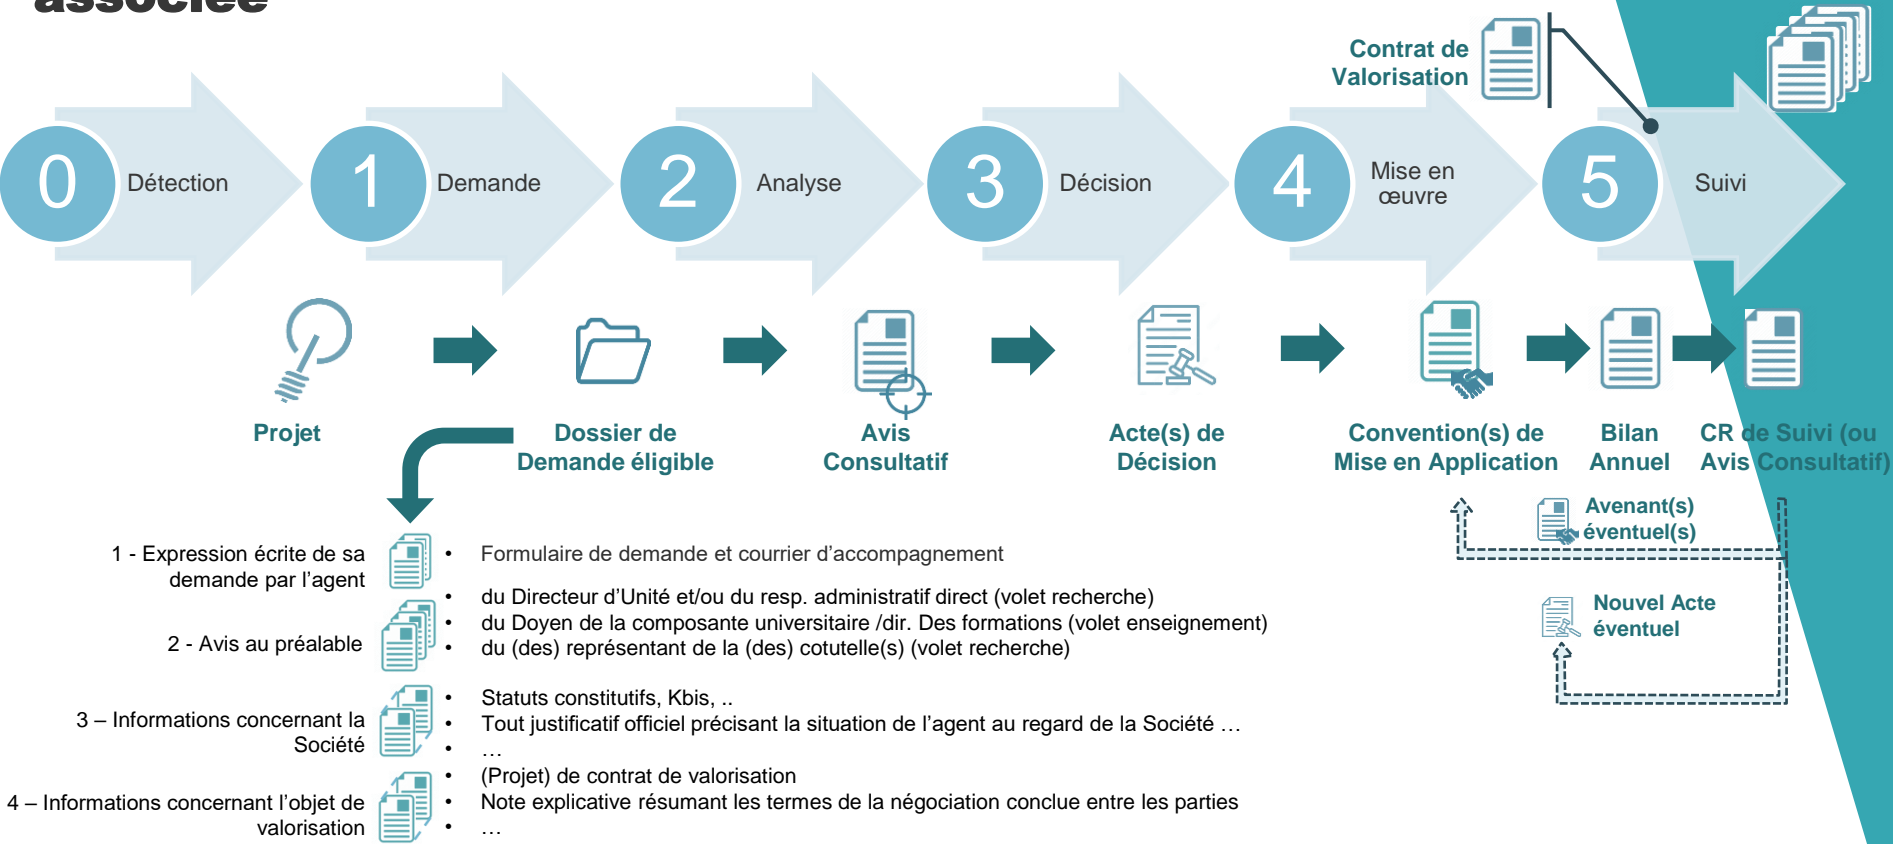 associée
Contrat de
Valorisation
0
Détection
1
Demande
2
Analyse
3
Décision
4
Mise en
œuvre
5
Suivi
Projet
Dossier de
Demande éligible
Avis
Consultatif
Acte(s) de
Décision
Convention(s) de
Mise en Application
Bilan
Annuel
CR de Suivi (ou
Avis Consultatif)
Avenant(s)
éventuel(s)
Nouvel Acte
éventuel
1 - Expression écrite de sa
demande par l’agent
• Formulaire de demande et courrier d’accompagnement
2 - Avis au préalable
• du Directeur d’Unité et/ou du resp. administratif direct (volet recherche)
• du Doyen de la composante universitaire /dir. Des formations (volet enseignement)
• du (des) représentant de la (des) cotutelle(s) (volet recherche)
3 – Informations concernant la
Société
• Statuts constitutifs, Kbis, ..
• Tout justificatif officiel précisant la situation de l’agent au regard de la Société …
• …
4 – Informations concernant l’objet de
valorisation
• (Projet) de contrat de valorisation
• Note explicative résumant les termes de la négociation conclue entre les parties
• …